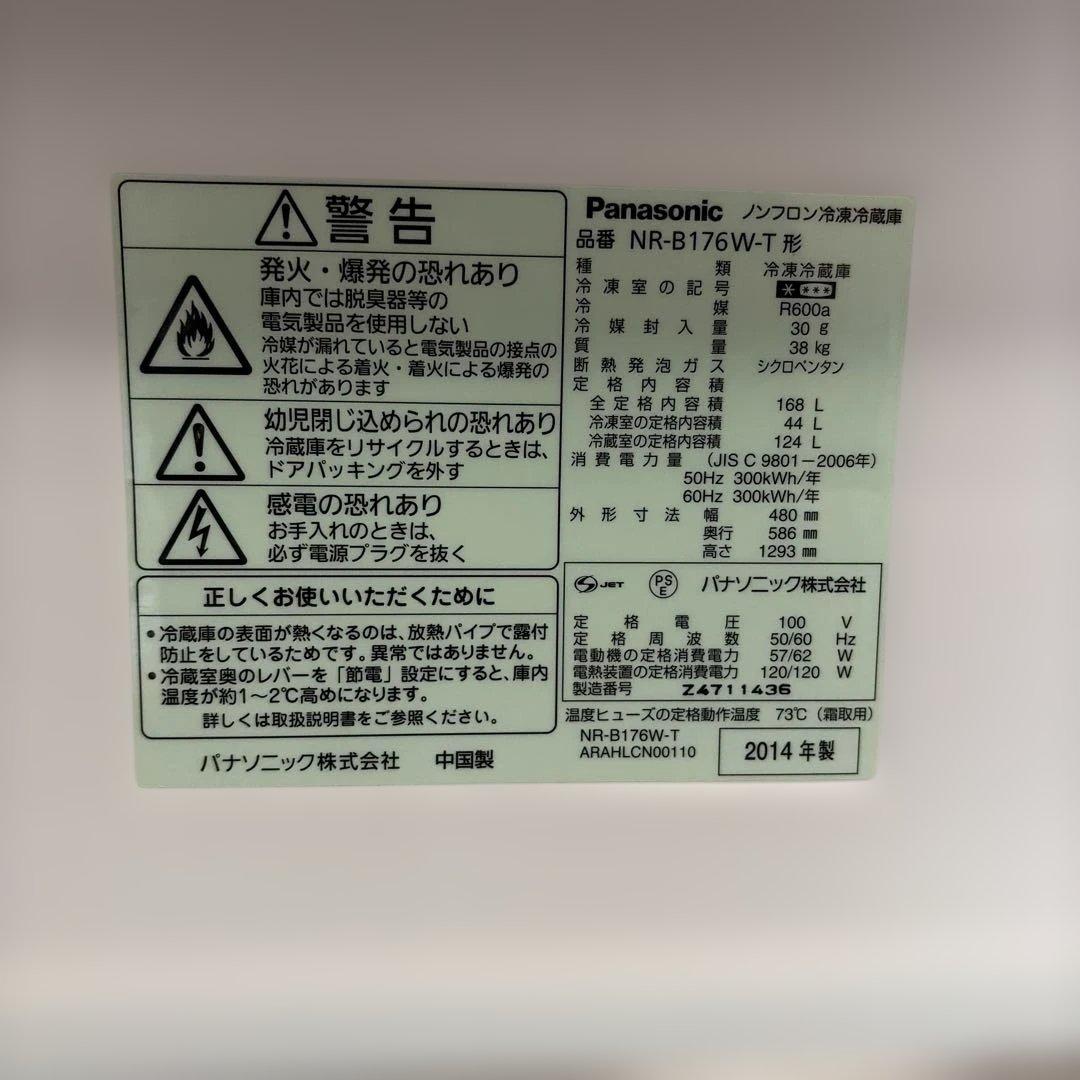 警告
発火・爆発の恐れあり
庫内では脱臭器等の
電気製品を使用しない
冷媒が漏れていると電気製品の接点の
火花による着火・着火による爆発の
恐れがあります
幼児閉じ込められの恐れあり
冷蔵庫をリサイクルするときは、
ドアパッキングを外す
感電の恐れあり
お手入れのときは、
必ず電源プラグを抜く
正しくお使いいただくために
・冷蔵庫の表面が熱くなるのは、放熱パイプで露付
防止をしているためです。異常ではありません。
・冷蔵室奥のレバーを「節電」設定にすると、庫内
温度が約1〜2℃高めになります。
詳しくは取扱説明書をご参照ください。
パナソニック株式会社 中国製
Panasonic ノンフロン冷凍冷蔵庫
品番 NR-B176W-T 形
種類 冷凍冷蔵庫
冷凍室の記号 * ***
冷媒 R600a
冷媒封入量 30 g
質量 38 kg
断熱発泡ガス シクロペンタン
定格内容積
全定格内容積 168 L
冷凍室の定格内容積 44 L
冷蔵室の定格内容積 124 L
消費電力量 (JIS C 9801-2006年)
50Hz 300kWh/年
60Hz 300kWh/年
外形寸法 幅 480 mm
奥行 586 mm
高さ 1293 mm
S JET PS E パナソニック株式会社
定格電圧 100 V
定格周波数 50/60 Hz
電動機の定格消費電力 57/62 W
電熱装置の定格消費電力 120/120 W
製造番号 Z4711436
温度ヒューズの定格動作温度 73℃(霜取用)
NR-B176W-T
ARAHLCN00110
2014 年製